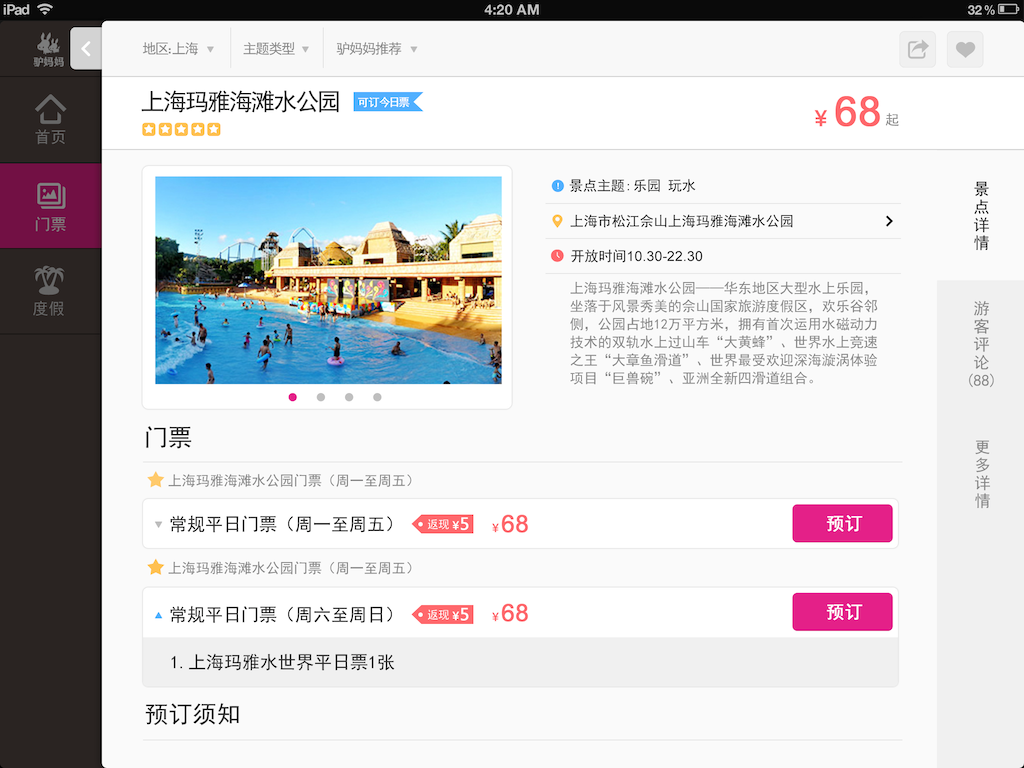 iPad
4:20 AM
32%
驴妈妈
首页
门票
度假
地区:上海
主题类型
驴妈妈推荐
上海玛雅海滩水公园
可订今日票
¥ 68 起
景点主题: 乐园 玩水
上海市松江佘山上海玛雅海滩水公园
开放时间10.30-22.30
上海玛雅海滩水公园——华东地区大型水上乐园,
坐落于风景秀美的佘山国家旅游度假区，欢乐谷邻
侧，公园占地12万平方米，拥有首次运用水磁动力
技术的双轨水上过山车“大黄蜂”、世界水上竞速
之王“大章鱼滑道”、世界最受欢迎深海漩涡体验
项目“巨兽碗”、亚洲全新四滑道组合。
景点详情
游客评论(88)
更多详情
门票
上海玛雅海滩水公园门票（周一至周五）
常规平日门票（周一至周五） 返现 ¥5 ¥68 预订
上海玛雅海滩水公园门票（周一至周五）
常规平日门票（周六至周日） 返现 ¥5 ¥68 预订
1. 上海玛雅水世界平日票1张
预订须知